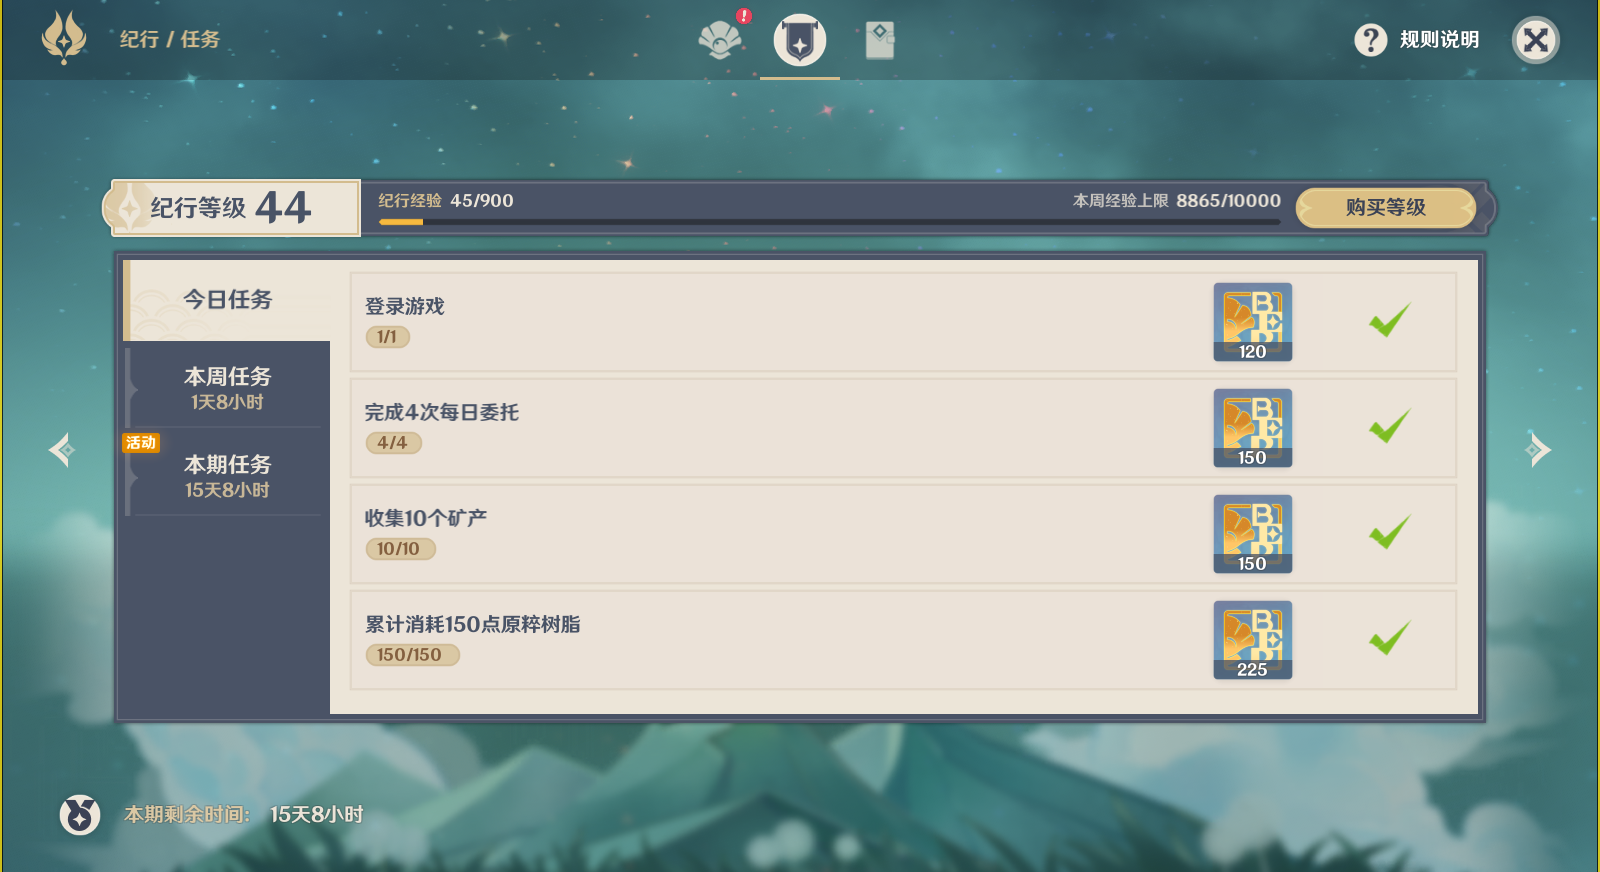 纪行 / 任务
规则说明
纪行等级 44
纪行经验 45/900
本周经验上限 8865/10000
购买等级
今日任务
本周任务
1天8小时
活动
本期任务
15天8小时
登录游戏
1/1
120
完成4次每日委托
4/4
150
收集10个矿产
10/10
150
累计消耗150点原粹树脂
150/150
225
本期剩余时间: 15天8小时